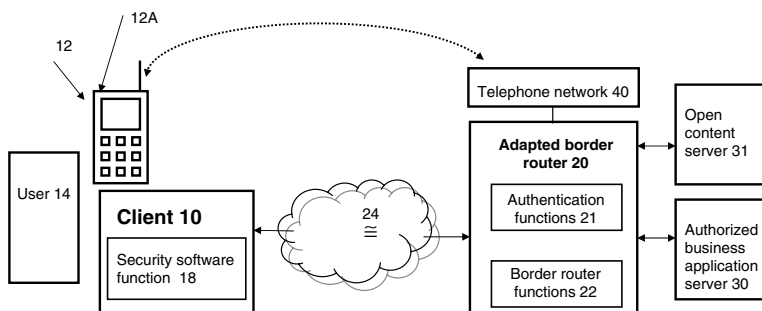 12A
12
Telephone network 40
Open
content
server 31
Adapted border
router 20
User 14
Authentication
functions 21
Client 10
24
≅
Security software
function 18
Border router
functions 22
Authorized
business
application
server 30